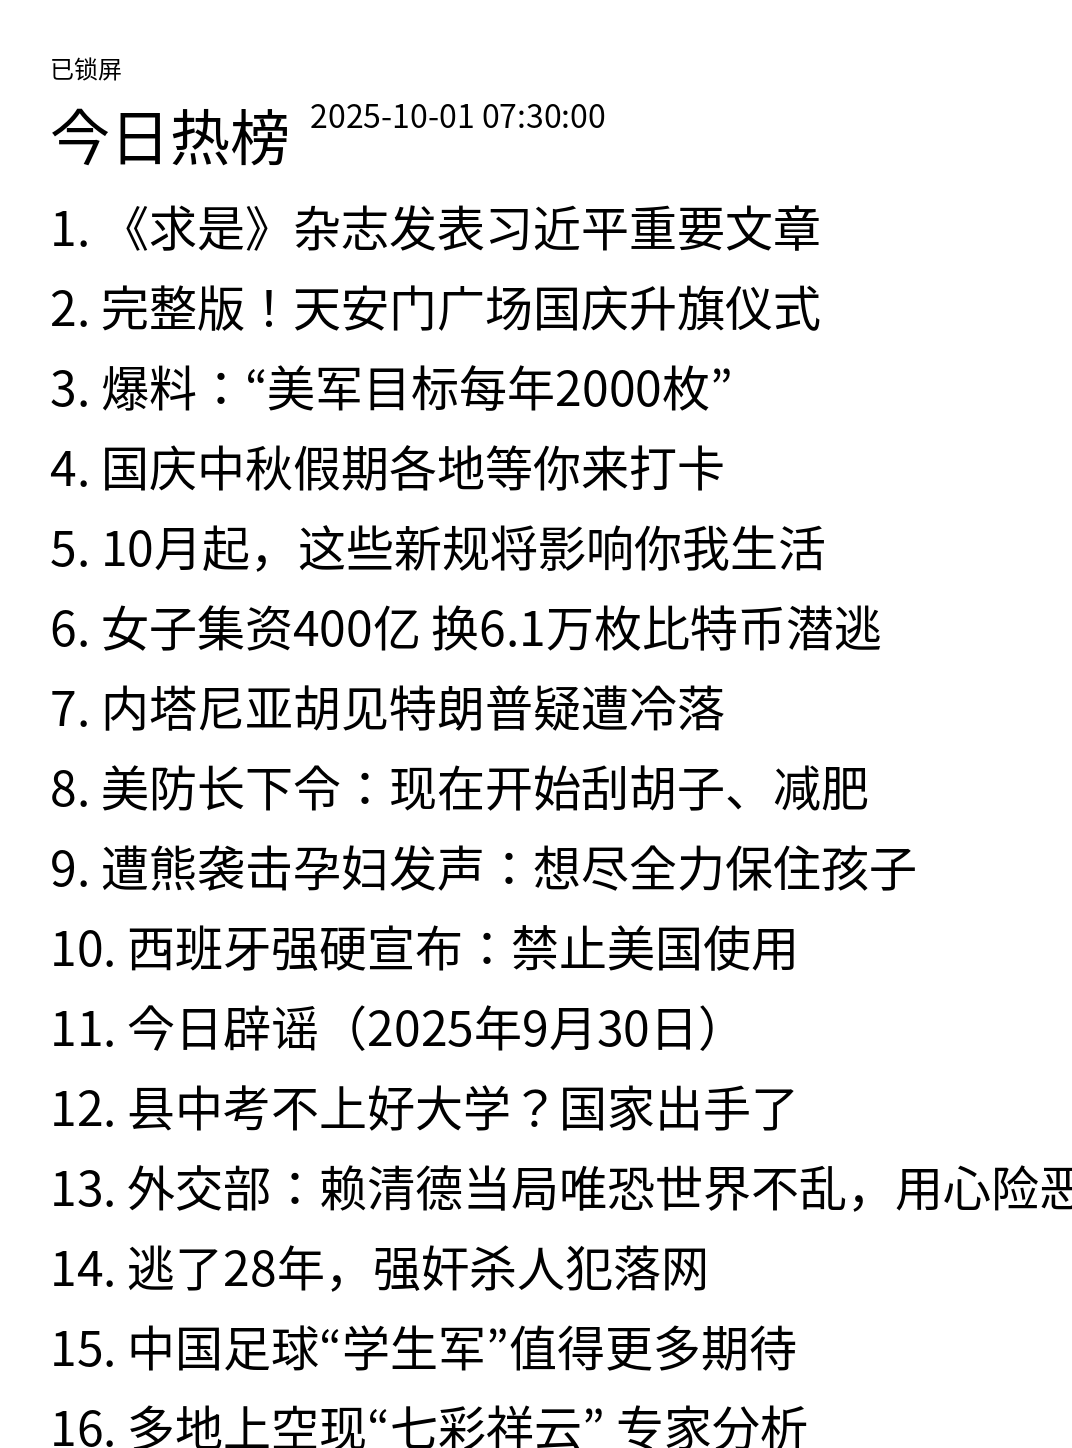 已锁屏
今日热榜 2025-10-01 07:30:00
1. 《求是》杂志发表习近平重要文章
2. 完整版！天安门广场国庆升旗仪式
3. 爆料：“美军目标每年2000枚”
4. 国庆中秋假期各地等你来打卡
5. 10月起，这些新规将影响你我生活
6. 女子集资400亿 换6.1万枚比特币潜逃
7. 内塔尼亚胡见特朗普疑遭冷落
8. 美防长下令：现在开始刮胡子、减肥
9. 遭熊袭击孕妇发声：想尽全力保住孩子
10. 西班牙强硬宣布：禁止美国使用
11. 今日辟谣（2025年9月30日）
12. 县中考不上好大学？国家出手了
13. 外交部：赖清德当局唯恐世界不乱，用心险恶
14. 逃了28年，强奸杀人犯落网
15. 中国足球“学生军”值得更多期待
16. 多地上空现“七彩祥云” 专家分析